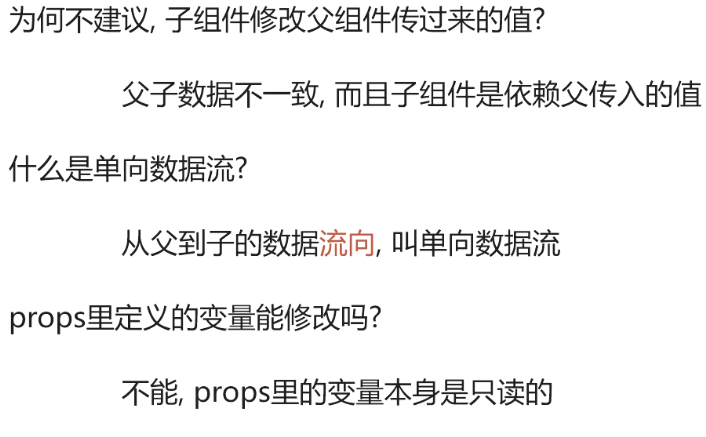 为何不建议, 子组件修改父组件传过来的值?
父子数据不一致, 而且子组件是依赖父传入的值
什么是单向数据流?
从父到子的数据流向, 叫单向数据流
props里定义的变量能修改吗?
不能, props里的变量本身是只读的